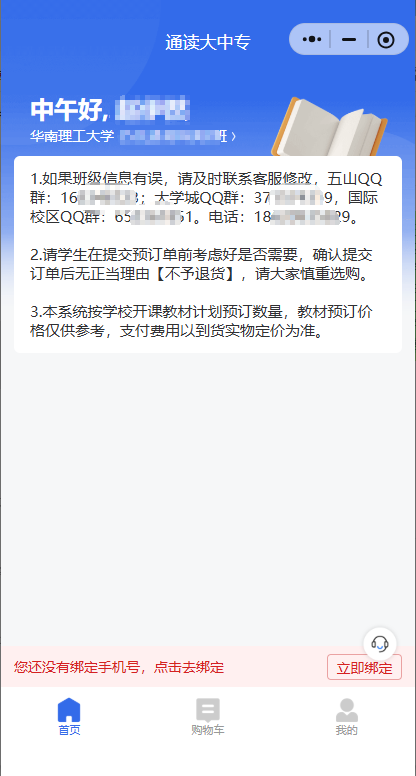 通读大中专
中午好,
华南理工大学 班 >
1.如果班级信息有误，请及时联系客服修改，五山QQ
群：16 3；大学城QQ群：37 9，国际
校区QQ群：65 51。电话：18 29。
2.请学生在提交预订单前考虑好是否需要，确认提交
订单后无正当理由【不予退货】，请大家慎重选购。
3.本系统按学校开课教材计划预订数量，教材预订价
格仅供参考，支付费用以到货实物定价为准。
您还没有绑定手机号，点击去绑定 立即绑定
首页 购物车 我的